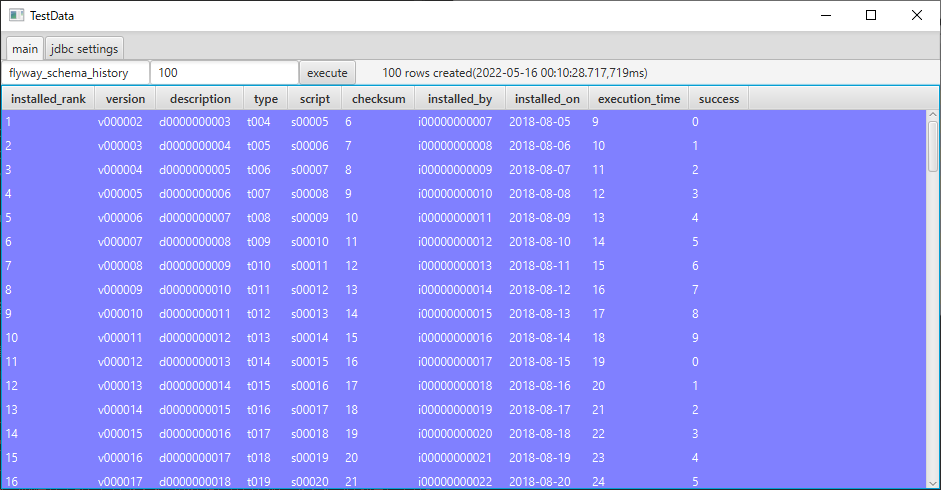 TestData
main jdbc settings
flyway_schema_history 100 execute 100 rows created(2022-05-16 00:10:28.717,719ms)
installed_rank version description type script checksum installed_by installed_on execution_time success
1 v000002 d0000000003 t004 s00005 6 i00000000007 2018-08-05 9 0
2 v000003 d0000000004 t005 s00006 7 i00000000008 2018-08-06 10 1
3 v000004 d0000000005 t006 s00007 8 i00000000009 2018-08-07 11 2
4 v000005 d0000000006 t007 s00008 9 i00000000010 2018-08-08 12 3
5 v000006 d0000000007 t008 s00009 10 i00000000011 2018-08-09 13 4
6 v000007 d0000000008 t009 s00010 11 i00000000012 2018-08-10 14 5
7 v000008 d0000000009 t010 s00011 12 i00000000013 2018-08-11 15 6
8 v000009 d0000000010 t011 s00012 13 i00000000014 2018-08-12 16 7
9 v000010 d0000000011 t012 s00013 14 i00000000015 2018-08-13 17 8
10 v000011 d0000000012 t013 s00014 15 i00000000016 2018-08-14 18 9
11 v000012 d0000000013 t014 s00015 16 i00000000017 2018-08-15 19 0
12 v000013 d0000000014 t015 s00016 17 i00000000018 2018-08-16 20 1
13 v000014 d0000000015 t016 s00017 18 i00000000019 2018-08-17 21 2
14 v000015 d0000000016 t017 s00018 19 i00000000020 2018-08-18 22 3
15 v000016 d0000000017 t018 s00019 20 i00000000021 2018-08-19 23 4
16 v000017 d0000000018 t019 s00020 21 i00000000022 2018-08-20 24 5